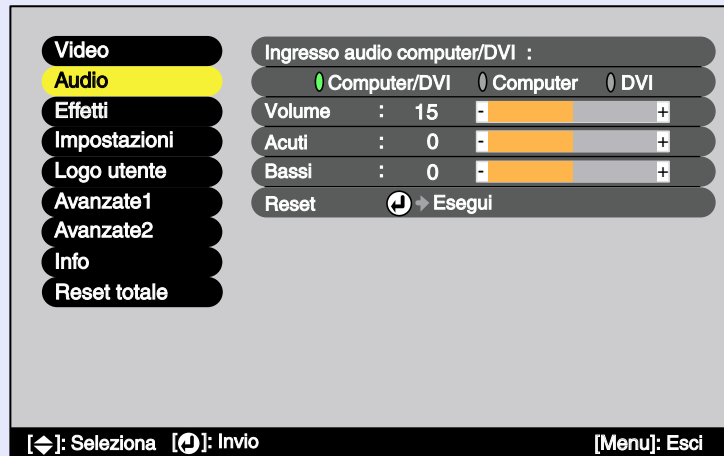 Video
Audio
Effetti
Impostazioni
Logo utente
Avanzate1
Avanzate2
Info
Reset totale
Ingresso audio computer/DVI :
Computer/DVI Computer DVI
Volume : 15 - +
Acuti : 0 - +
Bassi : 0 - +
Reset Esegui
[ ]: Seleziona [ ]: Invio [Menu]: Esci